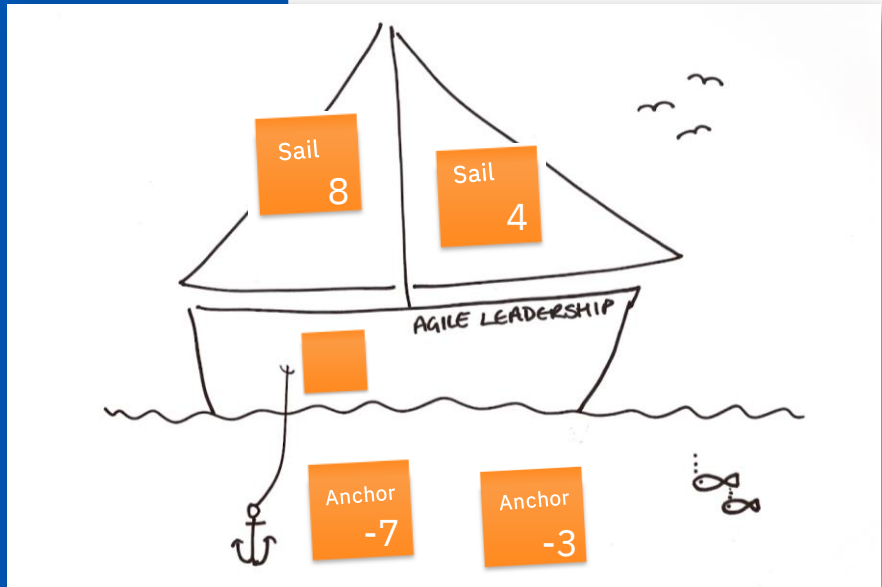 Sail
8
Sail
4
AGILE LEADERSHIP
Anchor
-7
Anchor
-3